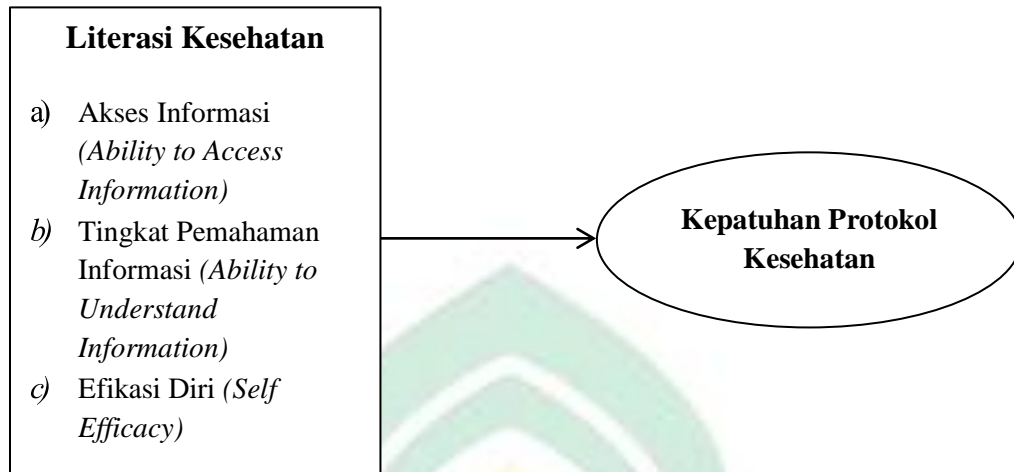 Literasi Kesehatan
a) Akses Informasi
(Ability to Access
Information)
b) Tingkat Pemahaman
Informasi (Ability to
Understand
Information)
c) Efikasi Diri (Self
Efficacy)
Kepatuhan Protokol
Kesehatan